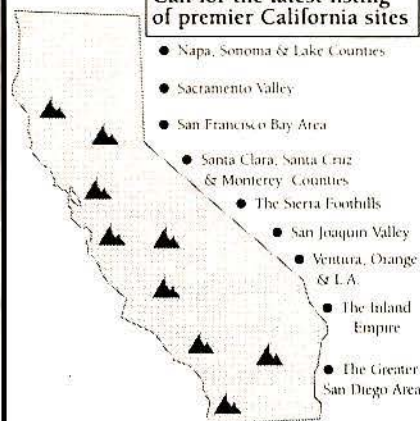 Call for the latest listing
of premier California sites
● Napa, Sonoma & Lake Counties
● Sacramento Valley
● San Francisco Bay Area
● Santa Clara, Santa Cruz
& Monterey Counties
● The Sierra Foothills
● San Joaquin Valley
● Ventura, Orange
& L.A.
● The Inland
Empire
● The Greater
San Diego Area